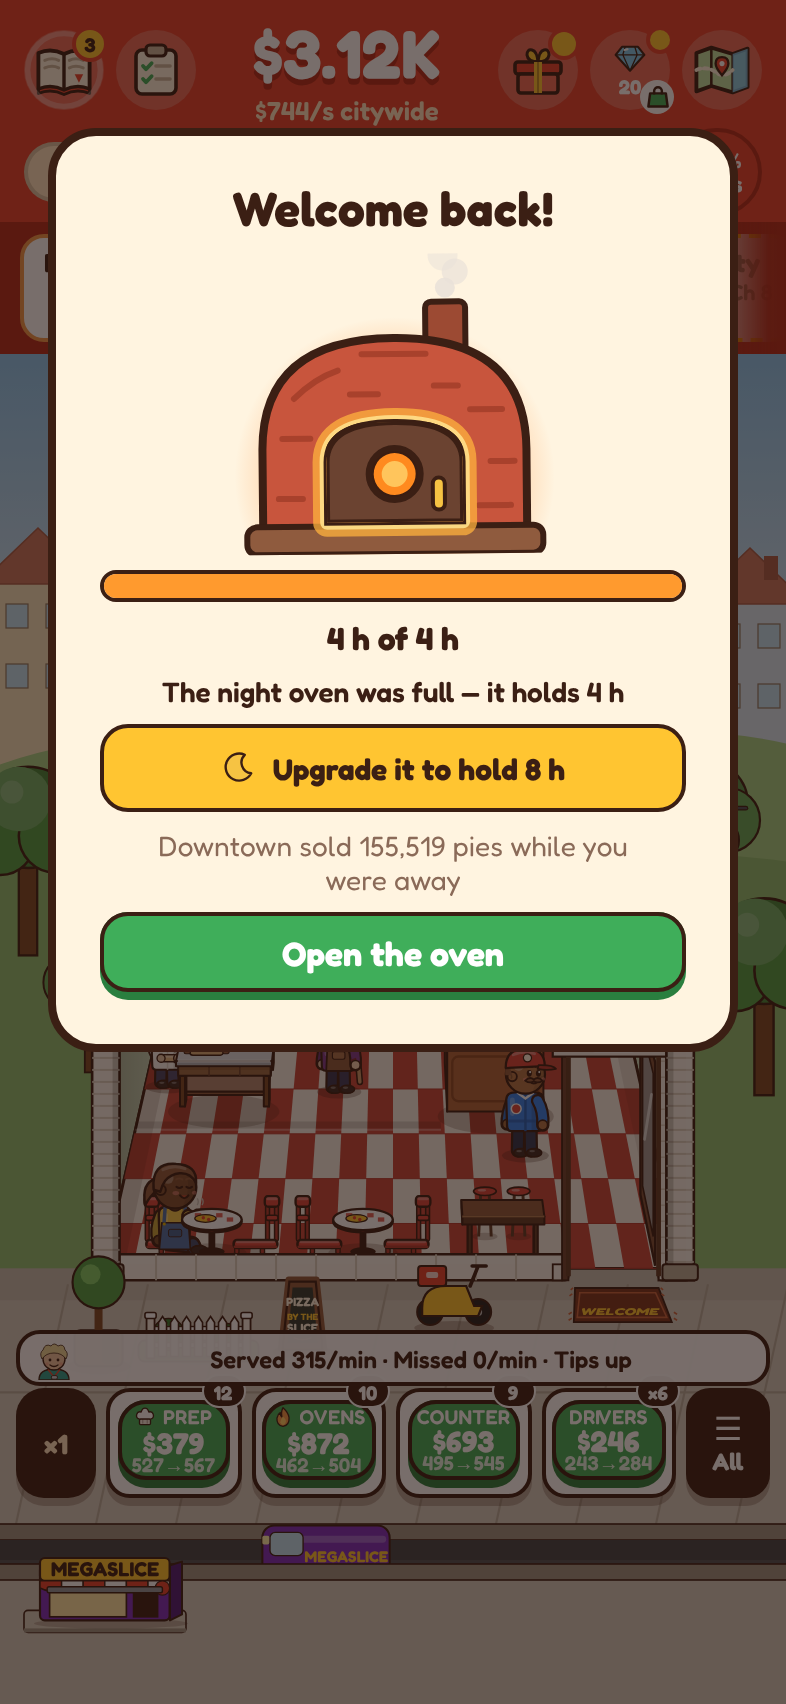 3
$3.12K
$744/s citywide
20
Welcome back!
4 h of 4 h
The night oven was full – it holds 4 h
Upgrade it to hold 8 h
Downtown sold 155,519 pies while you
were away
Open the oven
PIZZA
BY THE
SLICE
WELCOME
Served 315/min · Missed 0/min · Tips up
12
10
9
x6
x1
PREP
$379
527→567
OVENS
$872
462→504
COUNTER
$693
495→545
DRIVERS
$246
243→284
All
MEGASLICE
MEGASLICE